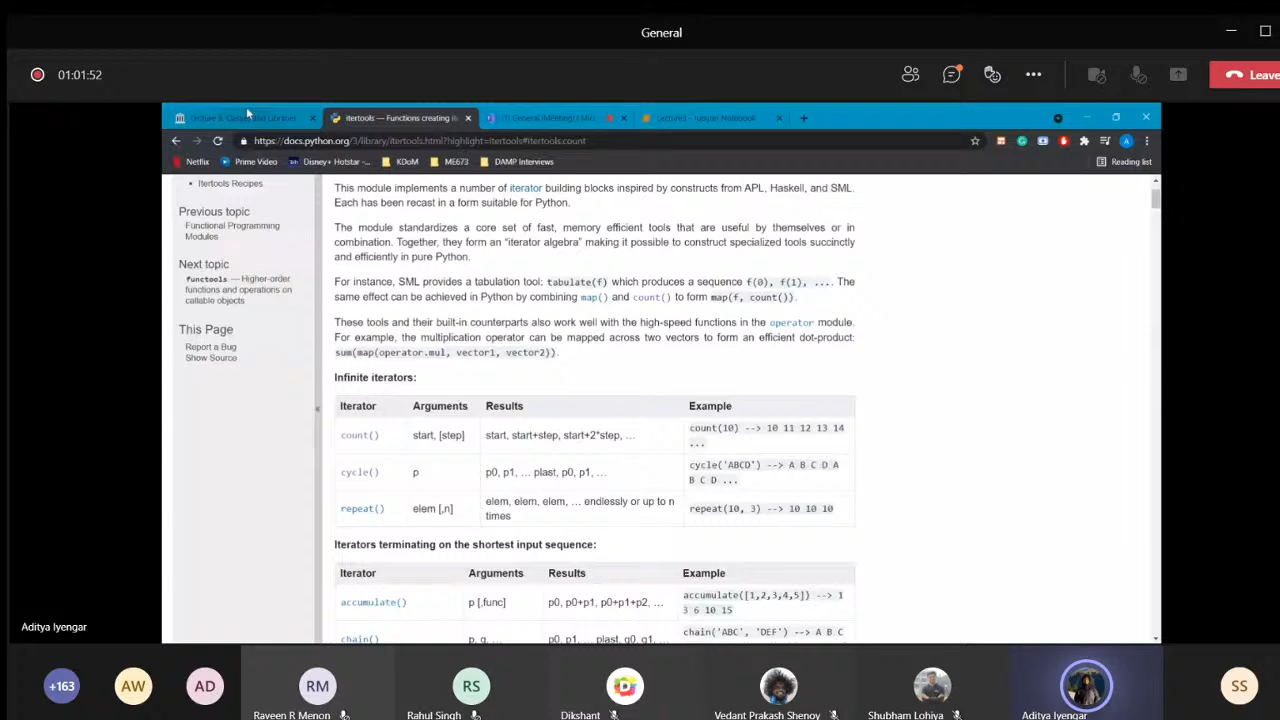 General
01:01:52
Leave
Lecture 3: Classes and Libraries
itertools — Functions creating it
(1) General (Meeting) | Mic
Lecture3 - Jupyter Notebook
https://docs.python.org/3/library/itertools.html?highlight=itertools#itertools.count
A
Netflix
Prime Video
Disney+ Hotstar -...
KDoM
ME673
DAMP Interviews
Reading list
Itertools Recipes
Previous topic
Functional Programming
Modules
Next topic
functools — Higher-order
functions and operations on
callable objects
This Page
Report a Bug
Show Source
This module implements a number of iterator building blocks inspired by constructs from APL, Haskell, and SML.
Each has been recast in a form suitable for Python.
The module standardizes a core set of fast, memory efficient tools that are useful by themselves or in
combination. Together, they form an “iterator algebra” making it possible to construct specialized tools succinctly
and efficiently in pure Python.
For instance, SML provides a tabulation tool: tabulate(f) which produces a sequence f(0), f(1), .... The
same effect can be achieved in Python by combining map() and count() to form map(f, count()).
These tools and their built-in counterparts also work well with the high-speed functions in the operator module.
For example, the multiplication operator can be mapped across two vectors to form an efficient dot-product:
sum(map(operator.mul, vector1, vector2)).
Infinite iterators:
Iterator Arguments Results Example
count() start, [step] start, start+step, start+2*step, … count(10) --> 10 11 12 13 14
...
cycle() p p0, p1, … plast, p0, p1, … cycle('ABCD') --> A B C D A
B C D ...
repeat() elem [,n] elem, elem, elem, … endlessly or up to n
times repeat(10, 3) --> 10 10 10
Iterators terminating on the shortest input sequence:
Iterator Arguments Results Example
accumulate() p [,func] p0, p0+p1, p0+p1+p2, … accumulate([1,2,3,4,5]) --> 1
3 6 10 15
chain() p, q, … p0, p1, … plast, q0, q1, … chain('ABC', 'DEF') --> A B C
Aditya Iyengar
+163
AW
AD
RM
RS
SS
Raveen R Menon
Rahul Singh
Dikshant
Vedant Prakash Shenoy
Shubham Lohiya
Aditya Iyengar